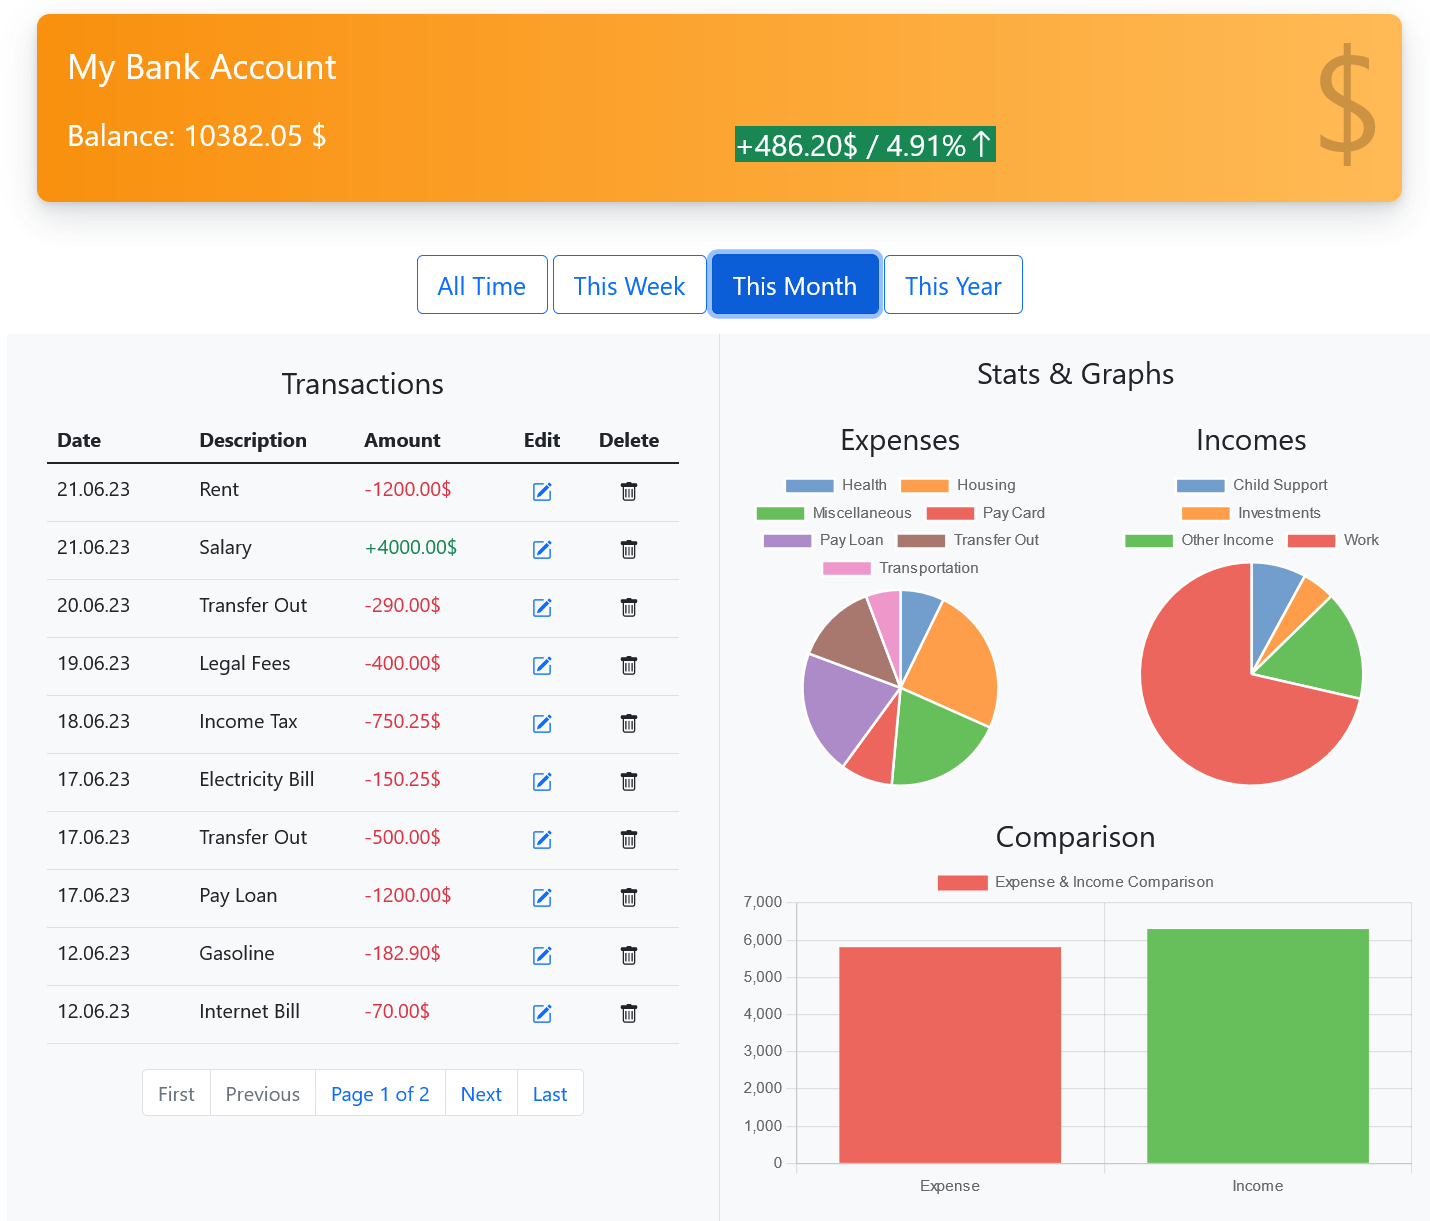 My Bank Account
$
Balance: 10382.05 $
+486.20$ / 4.91%↑
All Time This Week This Month This Year
Transactions
Date Description Amount Edit Delete
21.06.23 Rent -1200.00$
21.06.23 Salary +4000.00$
20.06.23 Transfer Out -290.00$
19.06.23 Legal Fees -400.00$
18.06.23 Income Tax -750.25$
17.06.23 Electricity Bill -150.25$
17.06.23 Transfer Out -500.00$
17.06.23 Pay Loan -1200.00$
12.06.23 Gasoline -182.90$
12.06.23 Internet Bill -70.00$
First Previous Page 1 of 2 Next Last
Stats & Graphs
Expenses
Health Housing
Miscellaneous Pay Card
Pay Loan Transfer Out
Transportation
Incomes
Child Support
Investments
Other Income Work
Comparison
Expense & Income Comparison
7,000
6,000
5,000
4,000
3,000
2,000
1,000
0
Expense Income